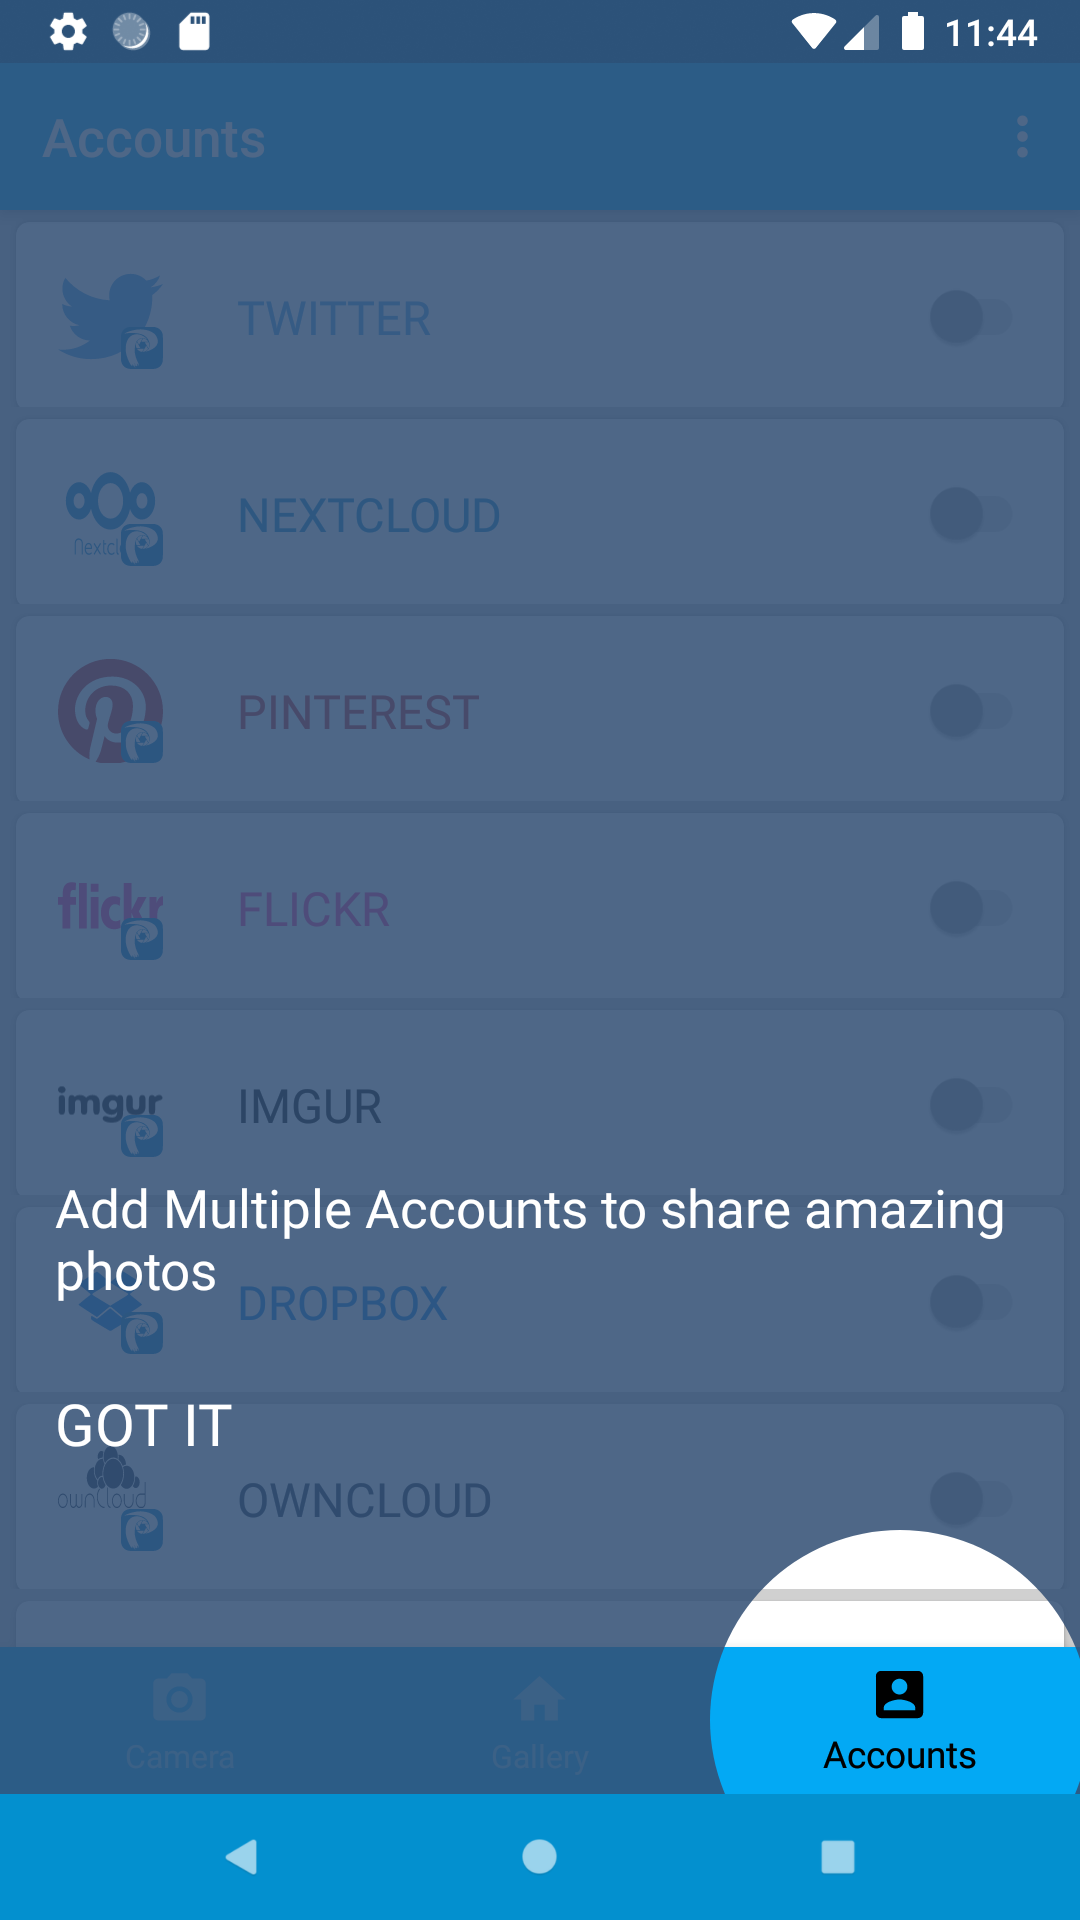 11:44
Accounts
TWITTER
NEXTCLOUD
PINTEREST
flickr
FLICKR
imgur
IMGUR
Add Multiple Accounts to share amazing
photos
DROPBOX
GOT IT
ownCloud
OWNCLOUD
Camera
Gallery
Accounts